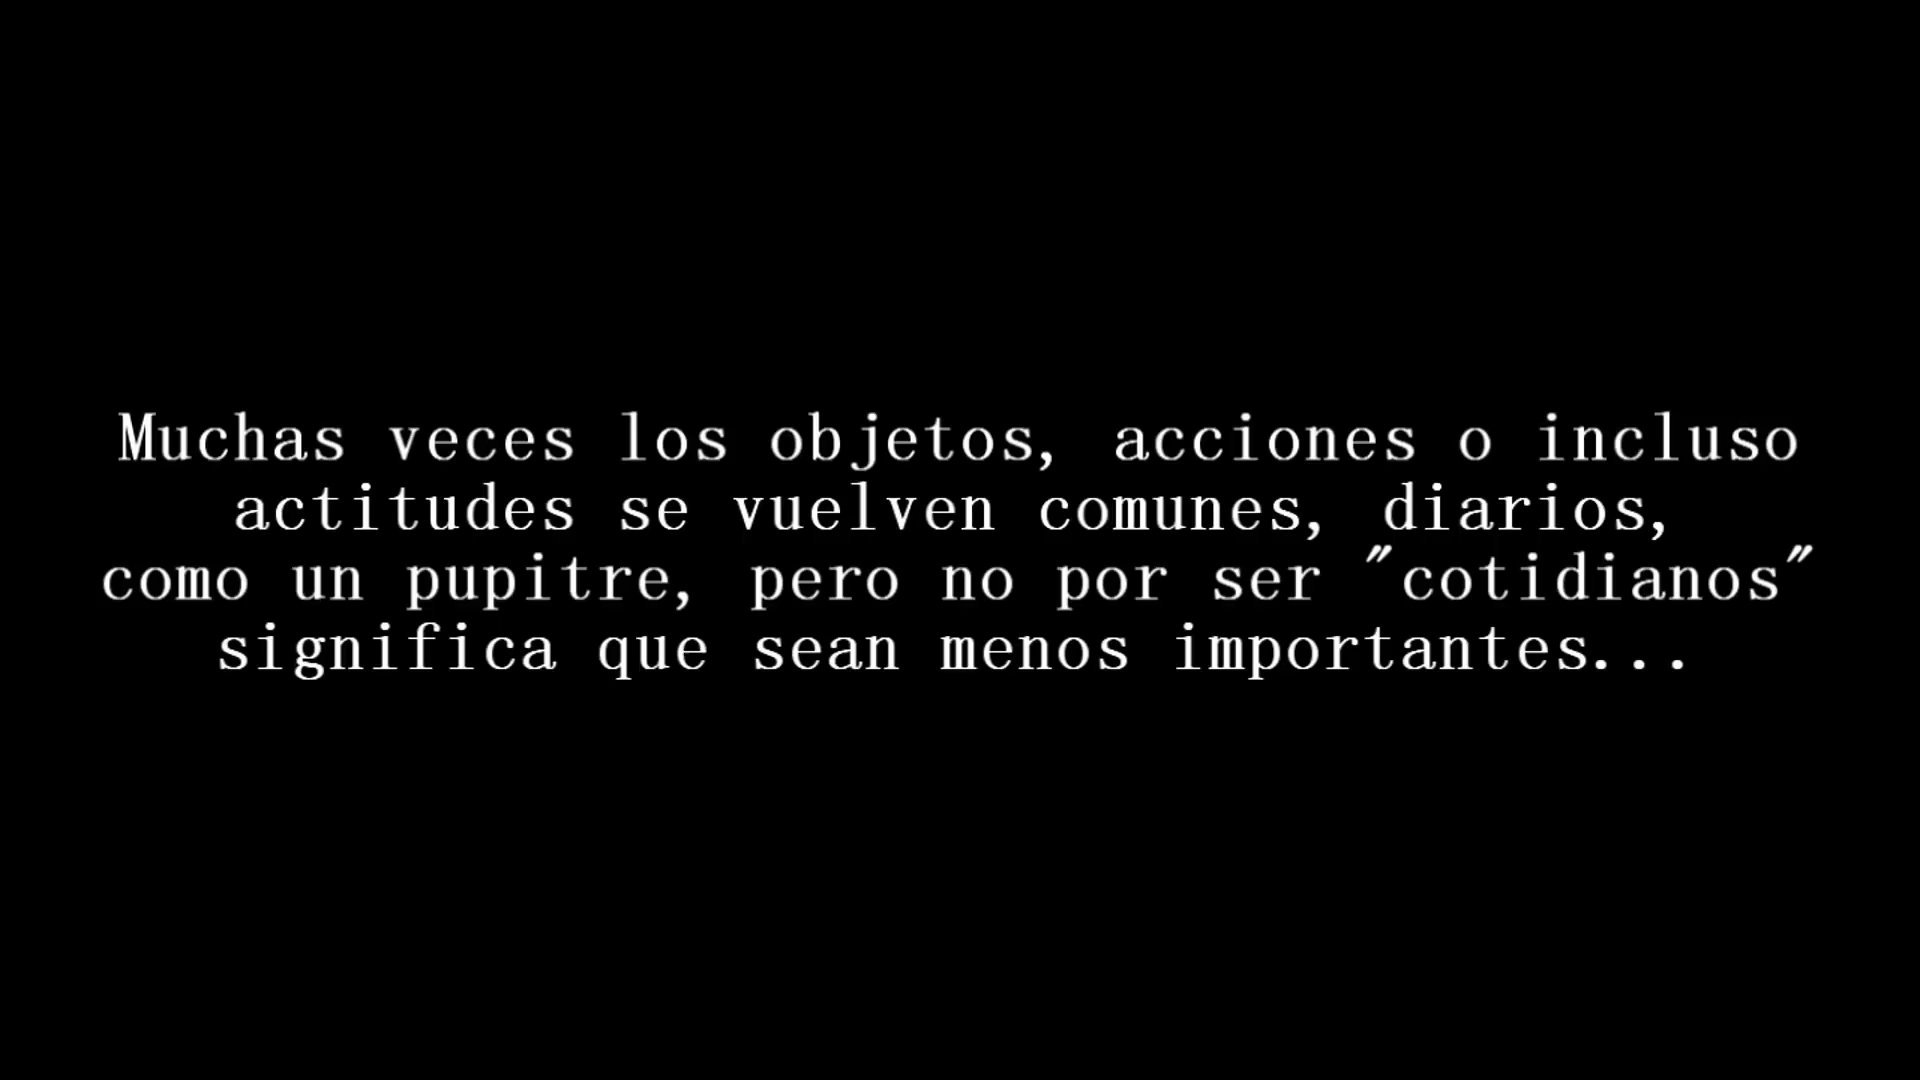 Muchas veces los objetos, acciones o incluso
actitudes se vuelven comunes, diarios,
como un pupitre, pero no por ser "cotidianos"
significa que sean menos importantes...